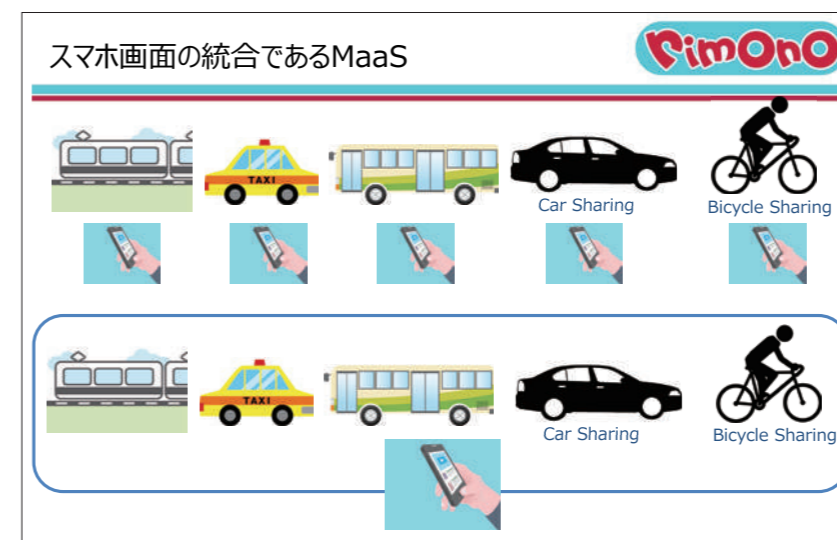 スマホ画面の統合であるMaaS
RimOnO
TAXI
Car Sharing
Bicycle Sharing
TAXI
Car Sharing
Bicycle Sharing